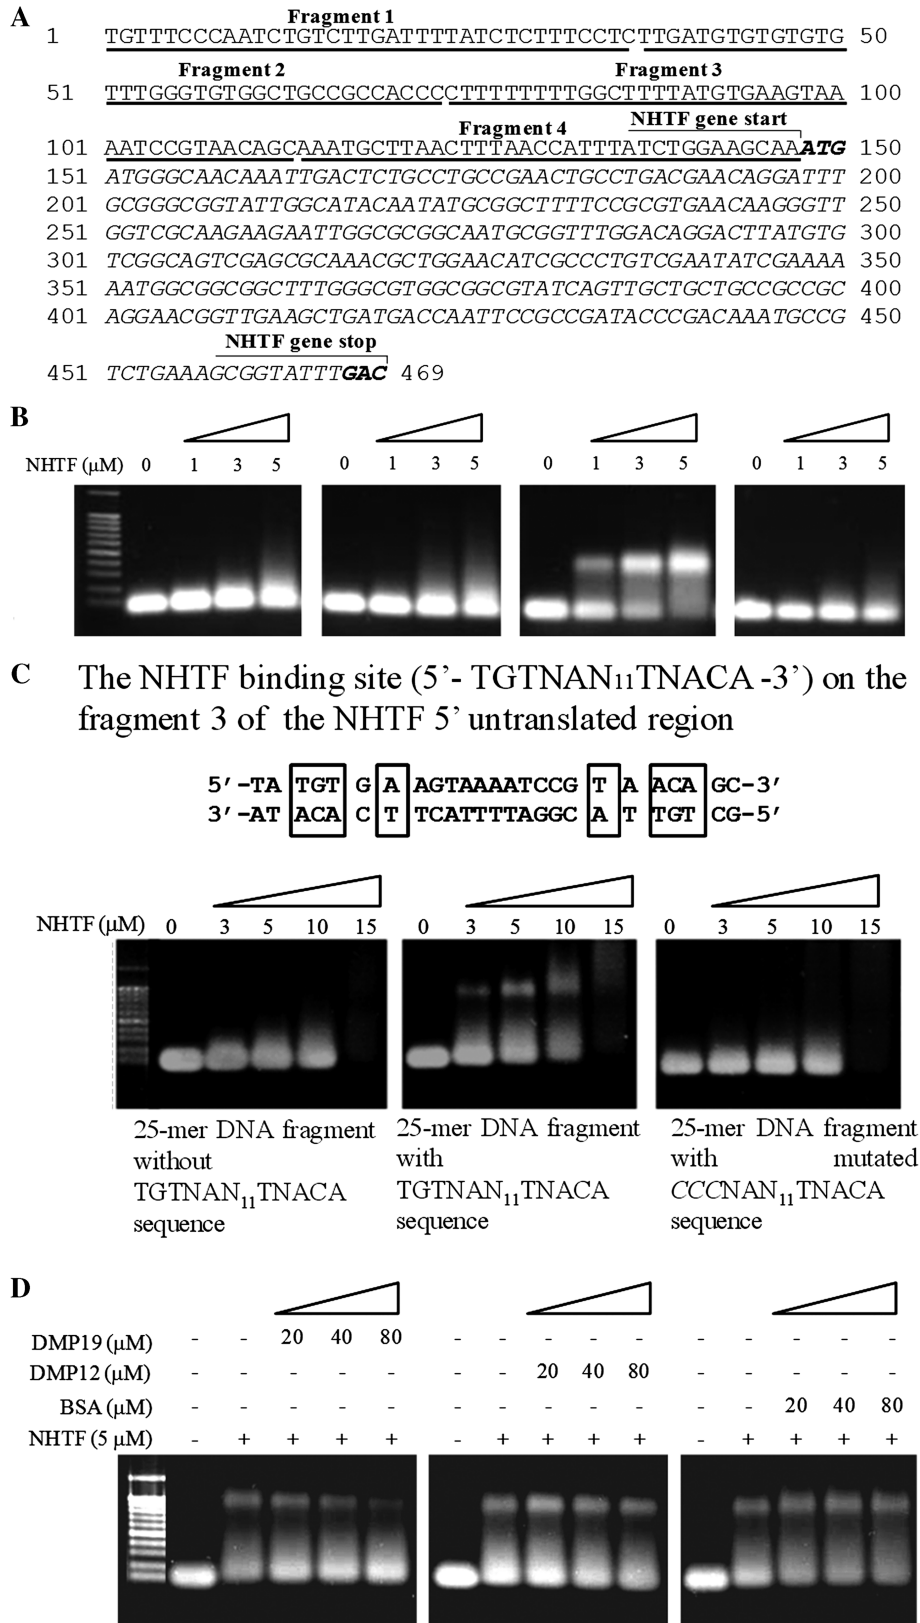 A
Fragment 1
1 TGTTTCCCAATCTGTCTTGATTTTATCTCTTTCCTCTTGATGTGTGTGTG 50
Fragment 2 Fragment 3
51 TTTGGGTGTGGCTGCCGCCACCCCTTTTTTTTGGCTTTTATGTGAAGTAA 100
Fragment 4 NHTF gene start
101 AATCCGTAACAGCAAATGCTTAACTTTAACCATTTATCTGGAAGCAAATG 150
151 ATGGGCAACAAATTGACTCTGCCTGCCGAACTGCCTGACGAACAGGATTT 200
201 GCGGGCGGTATTGGCATACAATATGCGGCTTTTCCGCGTGAACAAGGGTT 250
251 GGTCGCAAGAAGAATTGGCGCGGCAATGCGGTTTGGACAGGACTTATGTG 300
301 TCGGCAGTCGAGCGCAAACGCTGGAACATCGCCCTGTCGAATATCGAAAA 350
351 AATGGCGGCGGCTTTGGGCGTGGCGGCGTATCAGTTGCTGCTGCCGCCGC 400
401 AGGAACGGTTGAAGCTGATGACCAATTCCGCCGATACCCGACAAATGCCG 450
NHTF gene stop
451 TCTGAAAGCGGTATTTGAC 469
B
NHTF (μM) 0 1 3 5 0 1 3 5 0 1 3 5 0 1 3 5
C The NHTF binding site (5’- TGTNAN11TNACA -3’) on the
fragment 3 of the NHTF 5’ untranslated region
5’-TA TGT G A AGTAAAATCCG T A ACA GC-3’
3’-AT ACA C T TCATTTTAGGC A T TGT CG-5’
NHTF (μM) 0 3 5 10 15 0 3 5 10 15 0 3 5 10 15
25-mer DNA fragment
without
TGTNAN11TNACA
sequence
25-mer DNA fragment
with
TGTNAN11TNACA
sequence
25-mer DNA fragment
with mutated
CCCNAN11TNACA
sequence
D
DMP19 (μM) - - 20 40 80 - - - - - - - - - -
DMP12 (μM) - - - - - - - 20 40 80 - - - - -
BSA (μM) - - - - - - - - - - - - 20 40 80
NHTF (5 μM) - + + + + - + + + + - + + + +